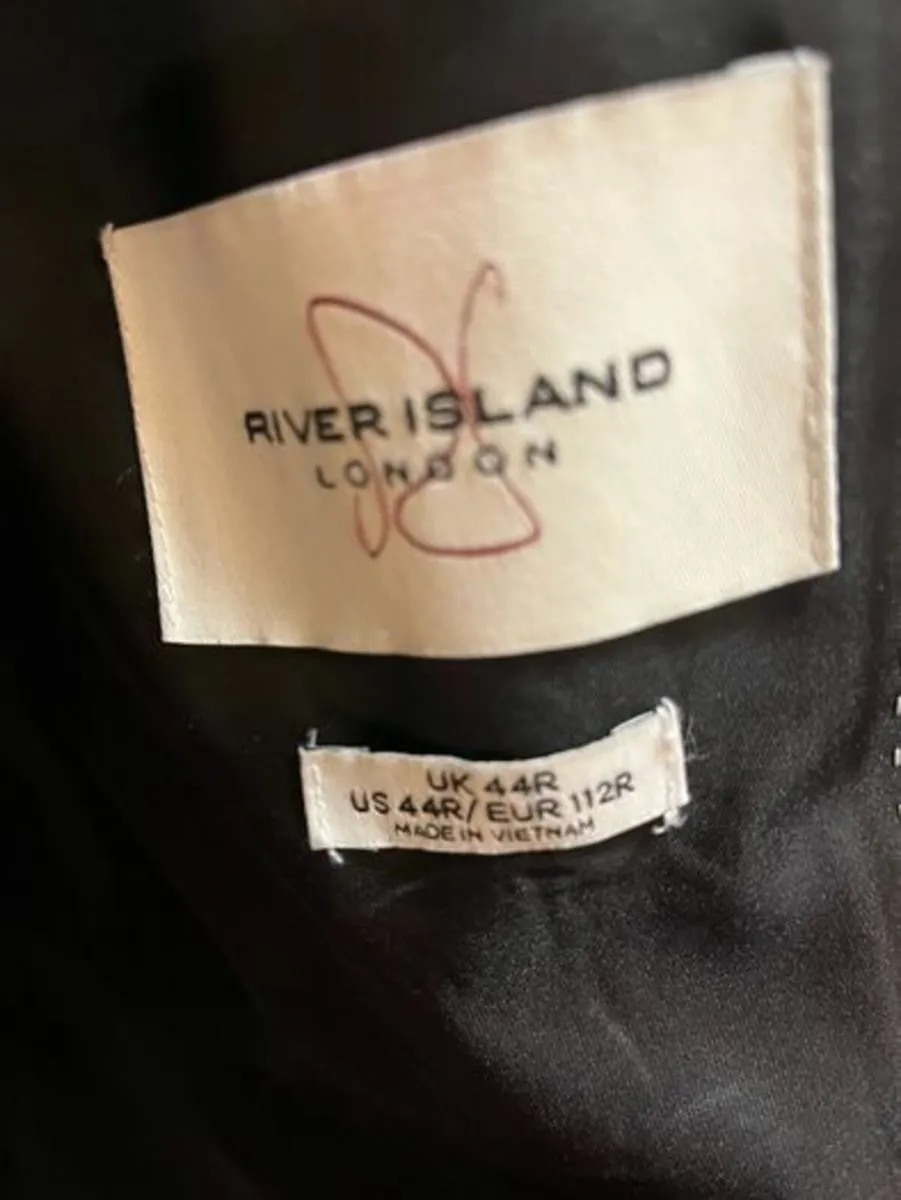 RIVER ISLAND
LONDON
UK 44R
US 44R/ EUR 112R
MADE IN VIETNAM